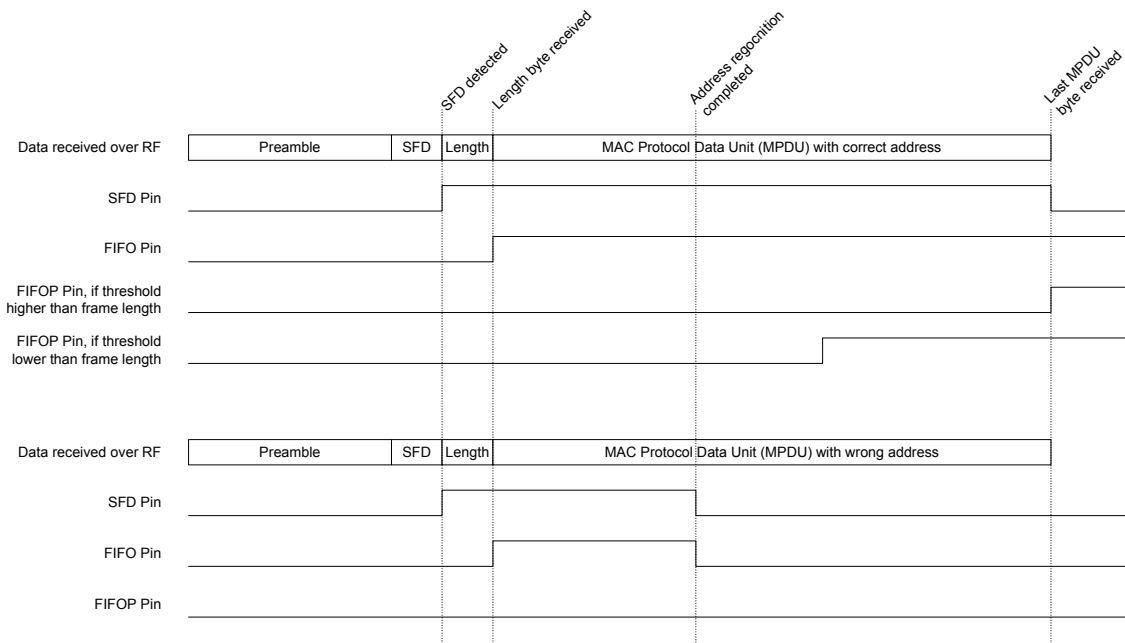 SFD detected
Length byte received
Address regocnition
completed
Last MPDU
byte received
Data received over RF
Preamble
SFD
Length
MAC Protocol Data Unit (MPDU) with correct address
SFD Pin
FIFO Pin
FIFOP Pin, if threshold
higher than frame length
FIFOP Pin, if threshold
lower than frame length
Data received over RF
Preamble
SFD
Length
MAC Protocol Data Unit (MPDU) with wrong address
SFD Pin
FIFO Pin
FIFOP Pin